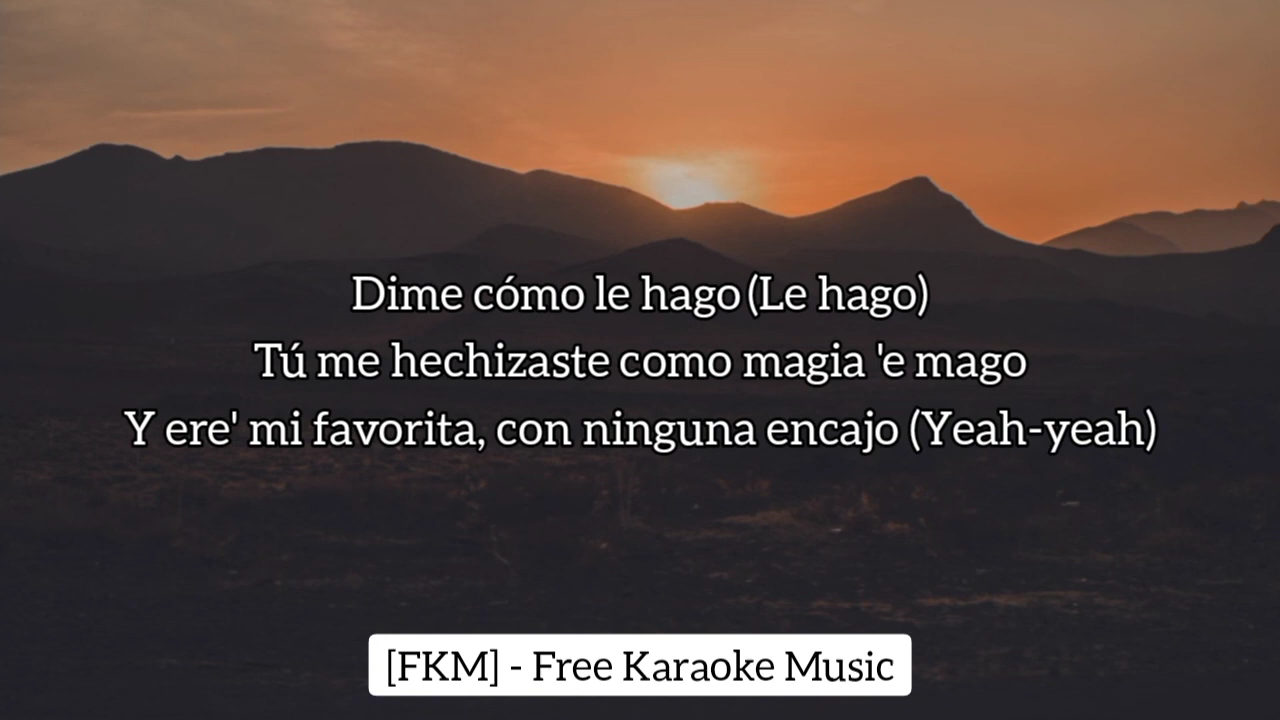 Dime cómo le hago (Le hago)
Tú me hechizaste como magia 'e mago
Y ere' mi favorita, con ninguna encajo (Yeah-yeah)
[FKM] - Free Karaoke Music